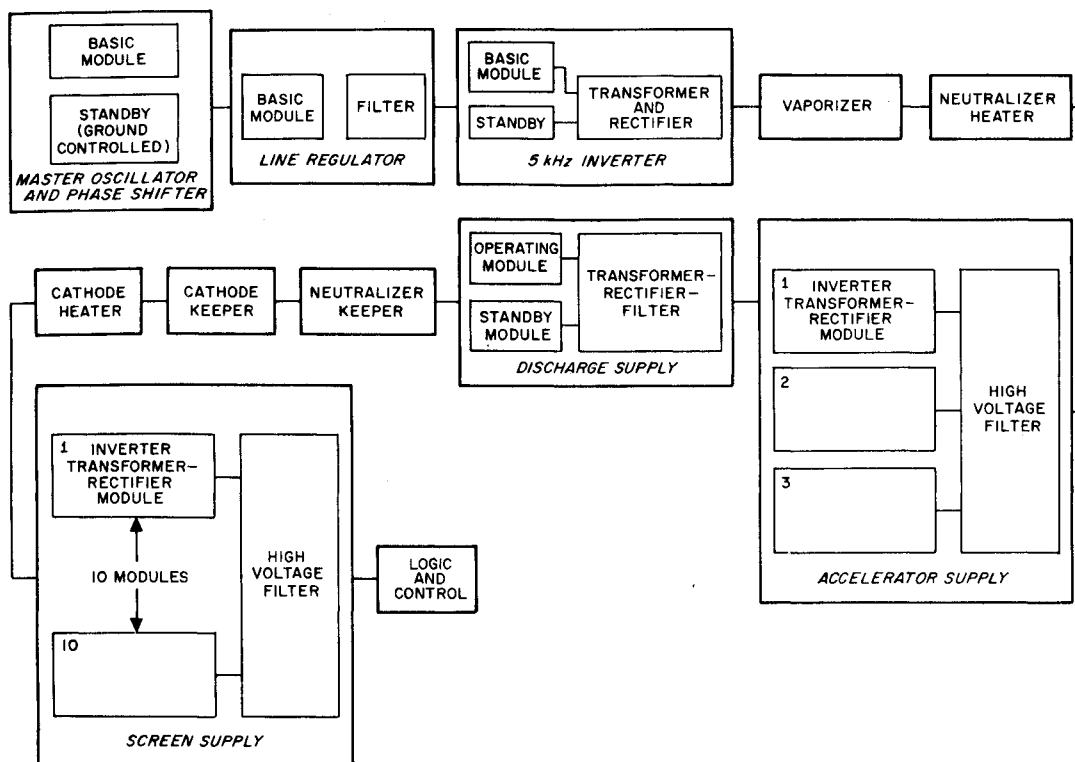 BASIC
MODULE
STANDBY
(GROUND
CONTROLLED)
MASTER OSCILLATOR
AND PHASE SHIFTER
BASIC
MODULE
FILTER
LINE REGULATOR
BASIC
MODULE
STANDBY
TRANSFORMER
AND
RECTIFIER
5 kHz INVERTER
VAPORIZER
NEUTRALIZER
HEATER
CATHODE
HEATER
CATHODE
KEEPER
NEUTRALIZER
KEEPER
OPERATING
MODULE
STANDBY
MODULE
TRANSFORMER–
RECTIFIER–
FILTER
DISCHARGE SUPPLY
1
INVERTER
TRANSFORMER–
RECTIFIER
MODULE
2
3
HIGH
VOLTAGE
FILTER
ACCELERATOR SUPPLY
1
INVERTER
TRANSFORMER–
RECTIFIER
MODULE
10 MODULES
10
HIGH
VOLTAGE
FILTER
SCREEN SUPPLY
LOGIC
AND
CONTROL